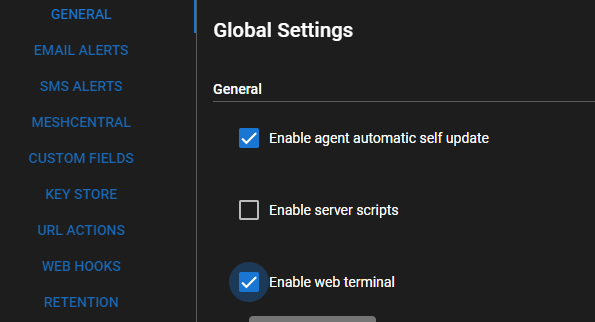 GENERAL
EMAIL ALERTS
SMS ALERTS
MESHCENTRAL
CUSTOM FIELDS
KEY STORE
URL ACTIONS
WEB HOOKS
RETENTION
Global Settings
General
Enable agent automatic self update
Enable server scripts
Enable web terminal